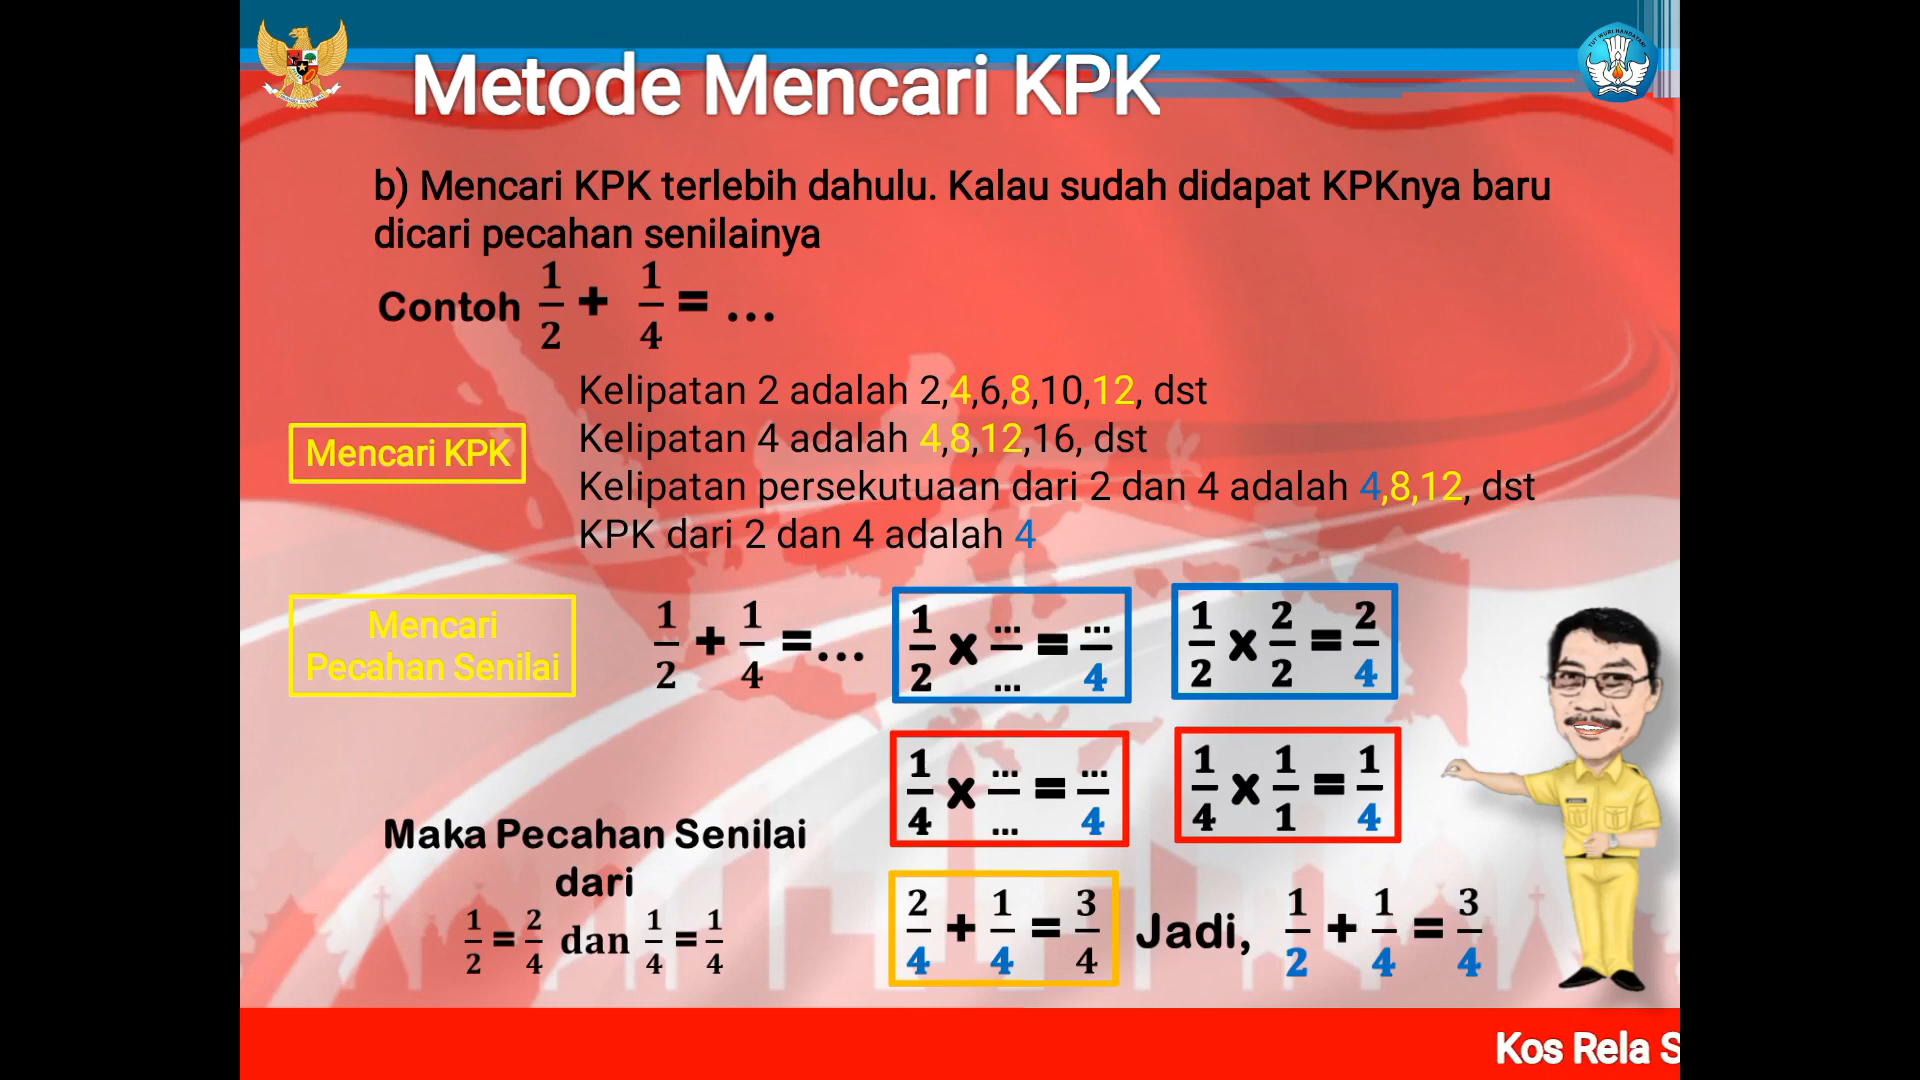 TUT WURI HANDAYANI
Metode Mencari KPK
b) Mencari KPK terlebih dahulu. Kalau sudah didapat KPKnya baru
dicari pecahan senilainya
Contoh 1/2 + 1/4 = ...
Kelipatan 2 adalah 2,4,6,8,10,12, dst
Mencari KPK
Kelipatan 4 adalah 4,8,12,16, dst
Kelipatan persekutuaan dari 2 dan 4 adalah 4,8,12, dst
KPK dari 2 dan 4 adalah 4
Mencari
Pecahan Senilai
1/2 + 1/4 =...
1/2 x .../... = .../4
1/2 x 2/2 = 2/4
1/4 x .../... = .../4
1/4 x 1/1 = 1/4
Maka Pecahan Senilai
dari
1/2 = 2/4 dan 1/4 = 1/4
2/4 + 1/4 = 3/4
Jadi, 1/2 + 1/4 = 3/4
Kos Rela S